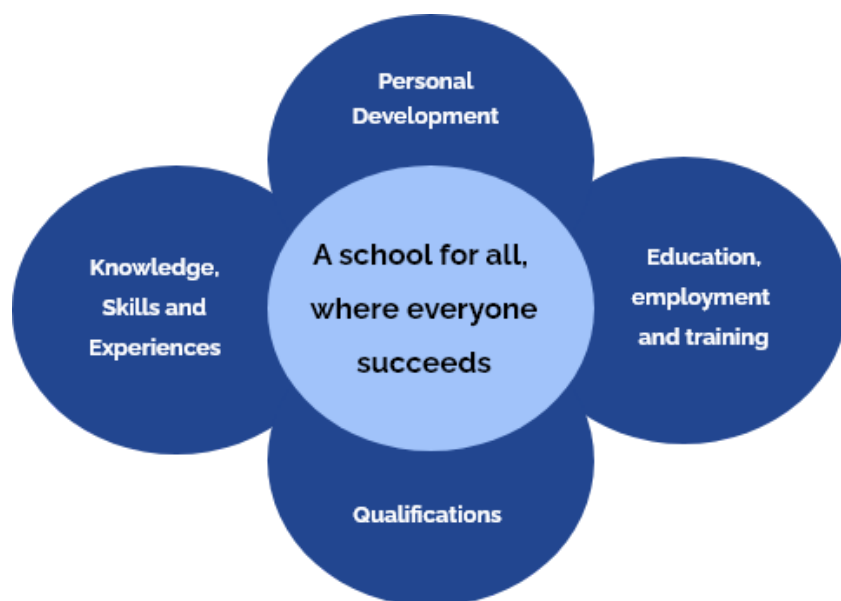 Personal
Development
Knowledge,
Skills and
Experiences
A school for all,
where everyone
succeeds
Education,
employment
and training
Qualifications